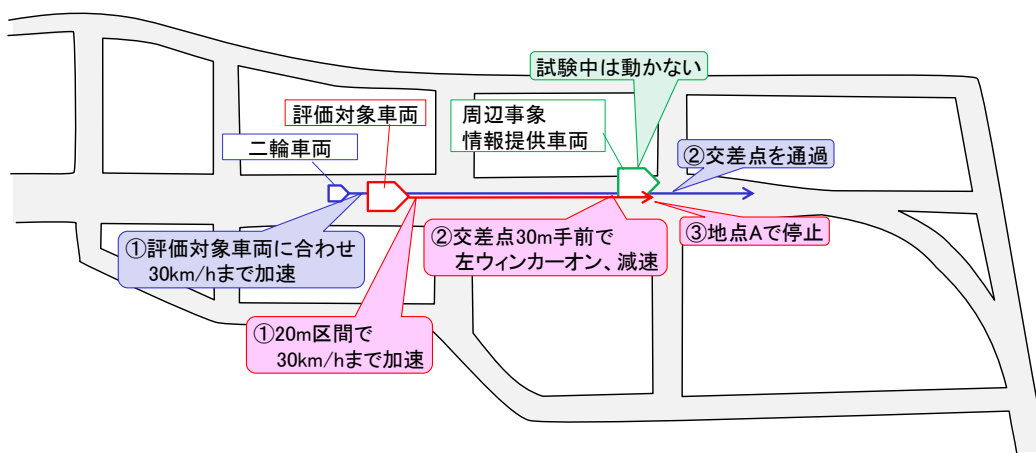 試験中は動かない
評価対象車両
周辺事象
情報提供車両
二輪車両
②交差点を通過
①評価対象車両に合わせ
30km/hまで加速
②交差点30m手前で
左ウィンカーオン、減速
③地点Aで停止
①20m区間で
30km/hまで加速